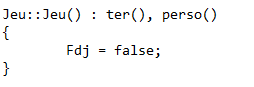 Jeu::Jeu() : ter(), perso()
{
        Fdj = false;
}